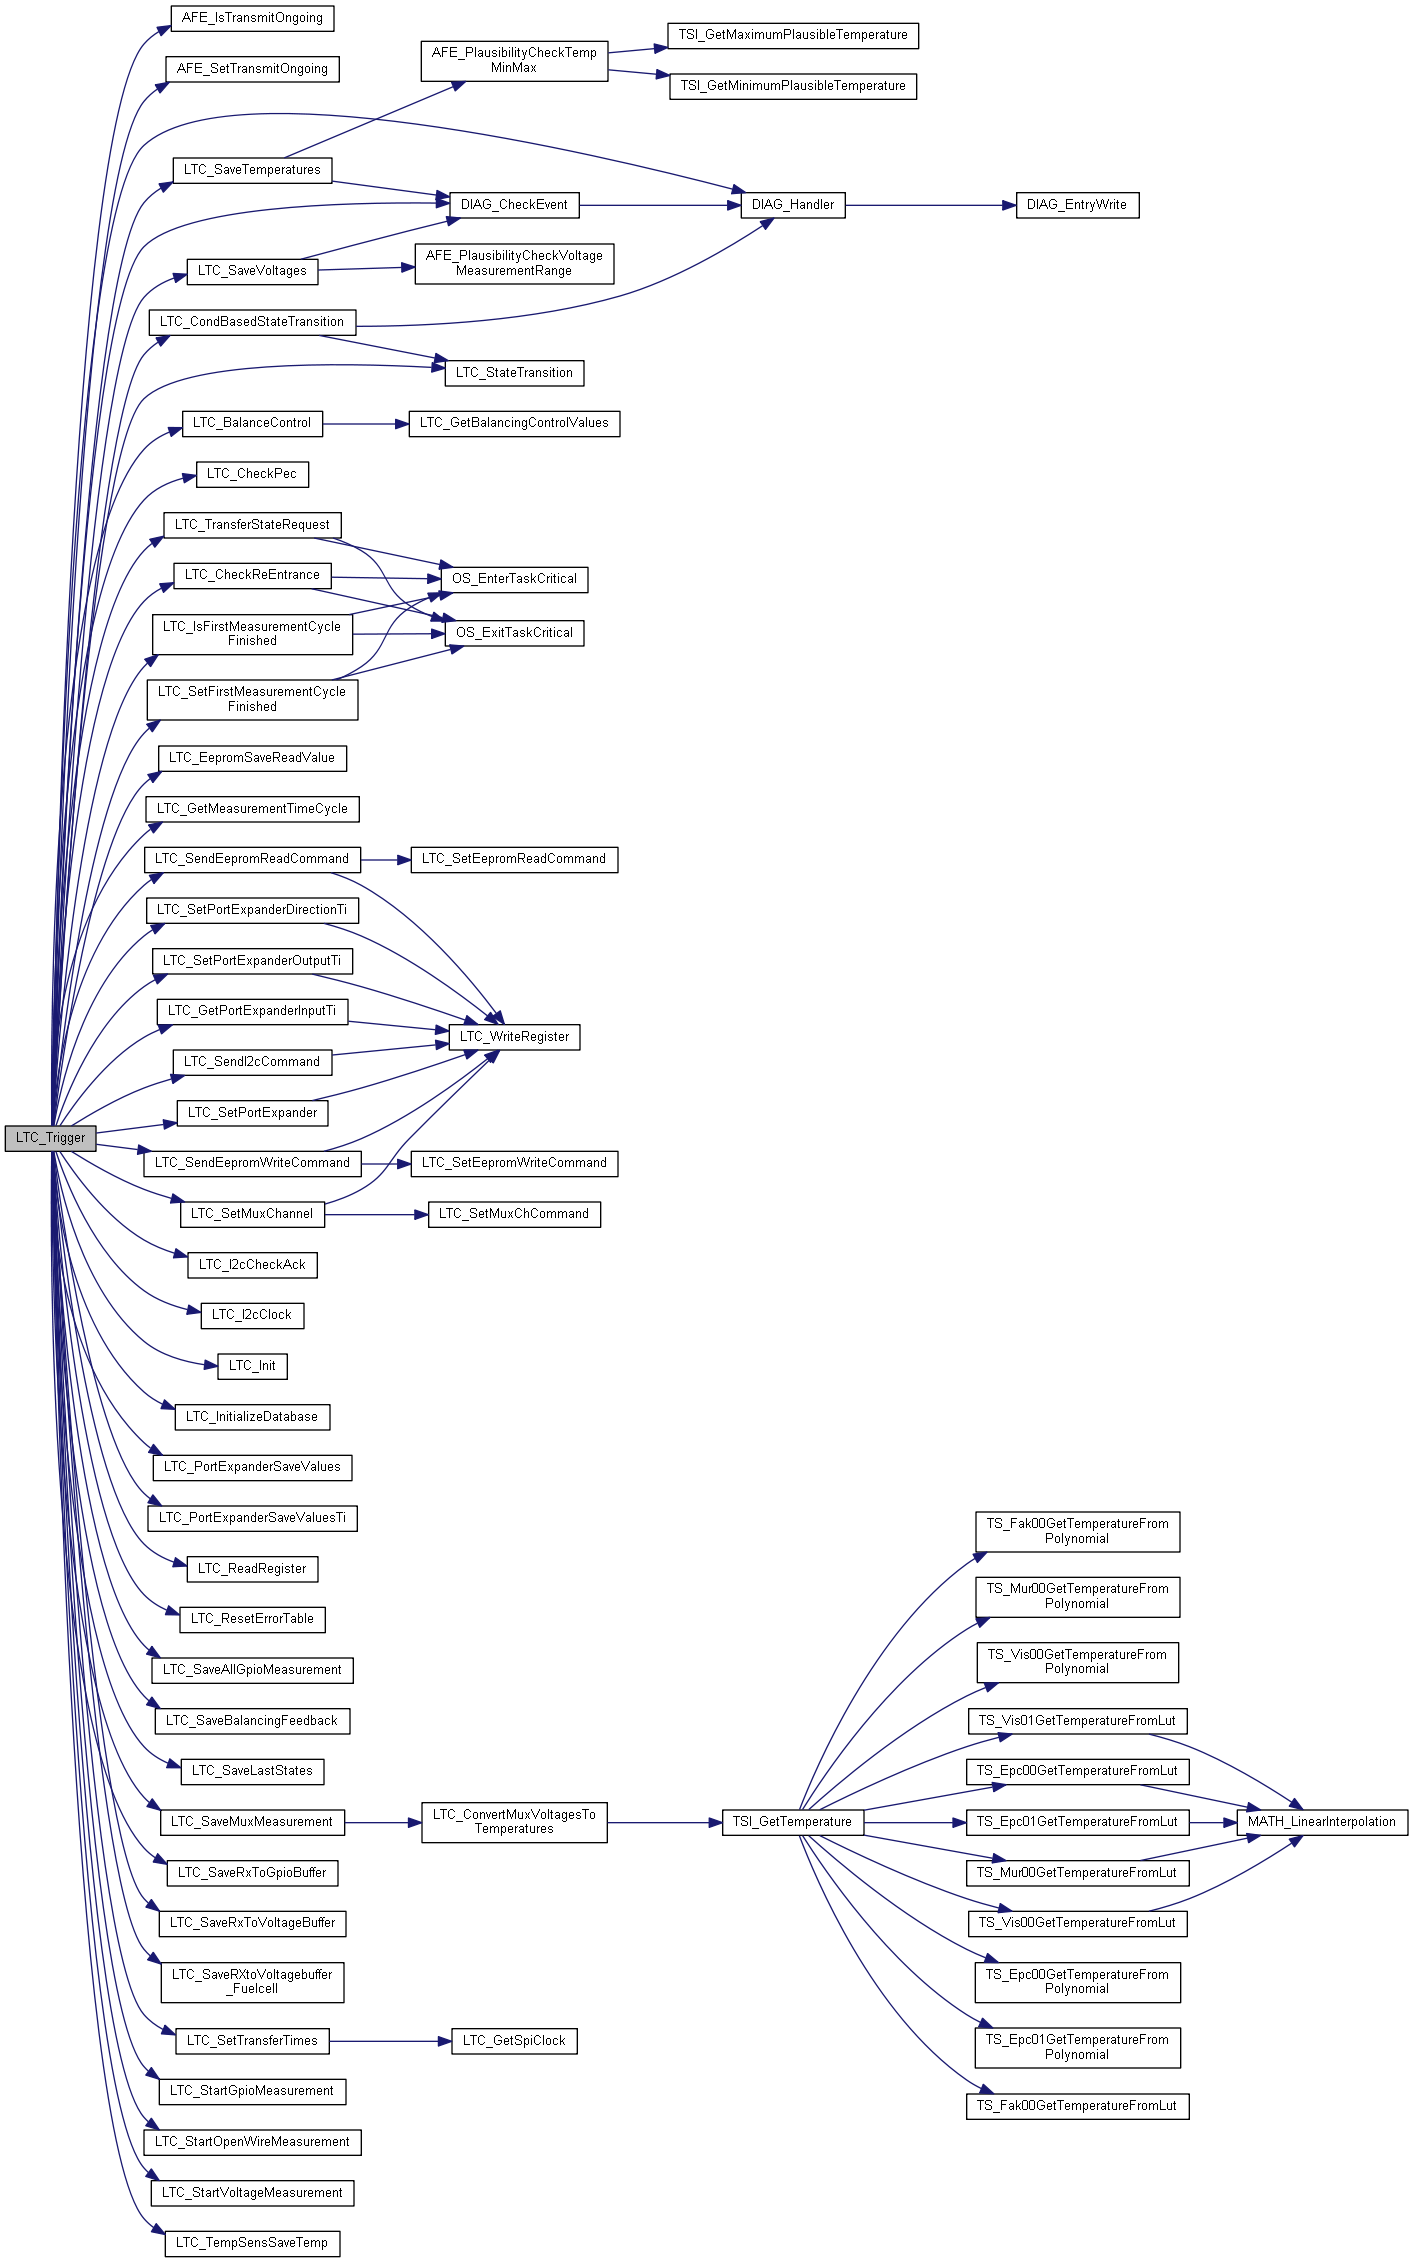 AFE_IsTransmitOngoing
AFE_SetTransmitOngoing
AFE_PlausibilityCheckTemp
MinMax
TSI_GetMaximumPlausibleTemperature
TSI_GetMinimumPlausibleTemperature
LTC_SaveTemperatures
DIAG_CheckEvent
DIAG_Handler
DIAG_EntryWrite
LTC_SaveVoltages
AFE_PlausibilityCheckVoltage
MeasurementRange
LTC_CondBasedStateTransition
LTC_StateTransition
LTC_BalanceControl
LTC_GetBalancingControlValues
LTC_CheckPec
LTC_TransferStateRequest
LTC_CheckReEntrance
OS_EnterTaskCritical
LTC_IsFirstMeasurementCycle
Finished
OS_ExitTaskCritical
LTC_SetFirstMeasurementCycle
Finished
LTC_EepromSaveReadValue
LTC_GetMeasurementTimeCycle
LTC_SendEepromReadCommand
LTC_SetEepromReadCommand
LTC_SetPortExpanderDirectionTi
LTC_SetPortExpanderOutputTi
LTC_GetPortExpanderInputTi
LTC_WriteRegister
LTC_SendI2cCommand
LTC_SetPortExpander
LTC_Trigger
LTC_SendEepromWriteCommand
LTC_SetEepromWriteCommand
LTC_SetMuxChannel
LTC_SetMuxChCommand
LTC_I2cCheckAck
LTC_I2cClock
LTC_Init
LTC_InitializeDatabase
LTC_PortExpanderSaveValues
LTC_PortExpanderSaveValuesTi
LTC_ReadRegister
LTC_ResetErrorTable
LTC_SaveAllGpioMeasurement
LTC_SaveBalancingFeedback
LTC_SaveLastStates
LTC_SaveMuxMeasurement
LTC_ConvertMuxVoltagesTo
Temperatures
TSI_GetTemperature
TS_Fak00GetTemperatureFrom
Polynomial
TS_Mur00GetTemperatureFrom
Polynomial
TS_Vis00GetTemperatureFrom
Polynomial
TS_Vis01GetTemperatureFromLut
TS_Epc00GetTemperatureFromLut
TS_Epc01GetTemperatureFromLut
MATH_LinearInterpolation
TS_Mur00GetTemperatureFromLut
TS_Vis00GetTemperatureFromLut
TS_Epc00GetTemperatureFrom
Polynomial
TS_Epc01GetTemperatureFrom
Polynomial
TS_Fak00GetTemperatureFromLut
LTC_SaveRxToGpioBuffer
LTC_SaveRxToVoltageBuffer
LTC_SaveRXtoVoltagebuffer
_Fuelcell
LTC_SetTransferTimes
LTC_GetSpiClock
LTC_StartGpioMeasurement
LTC_StartOpenWireMeasurement
LTC_StartVoltageMeasurement
LTC_TempSensSaveTemp